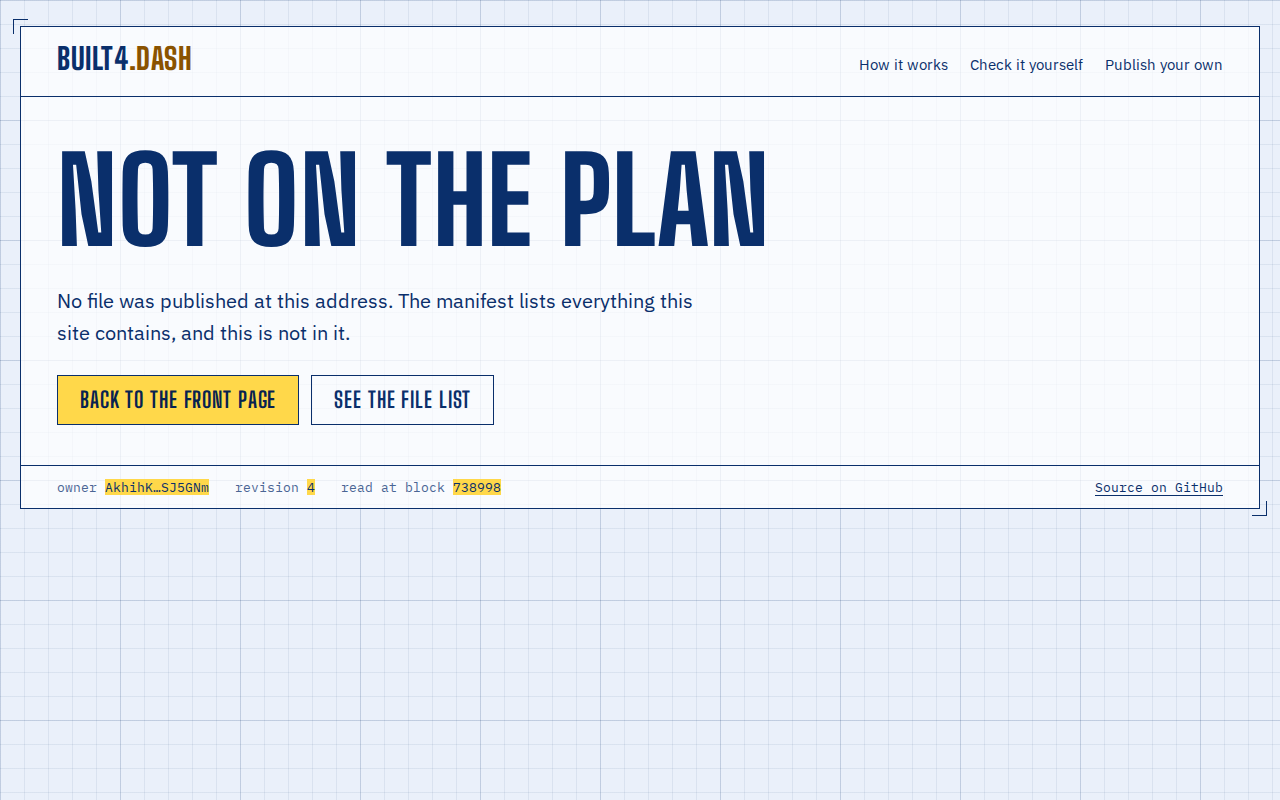 BUILT4.DASH
How it works Check it yourself Publish your own
NOT ON THE PLAN
No file was published at this address. The manifest lists everything this
site contains, and this is not in it.
BACK TO THE FRONT PAGE SEE THE FILE LIST
owner AkhihK…SJ5GNm revision 4 read at block 738998 Source on GitHub